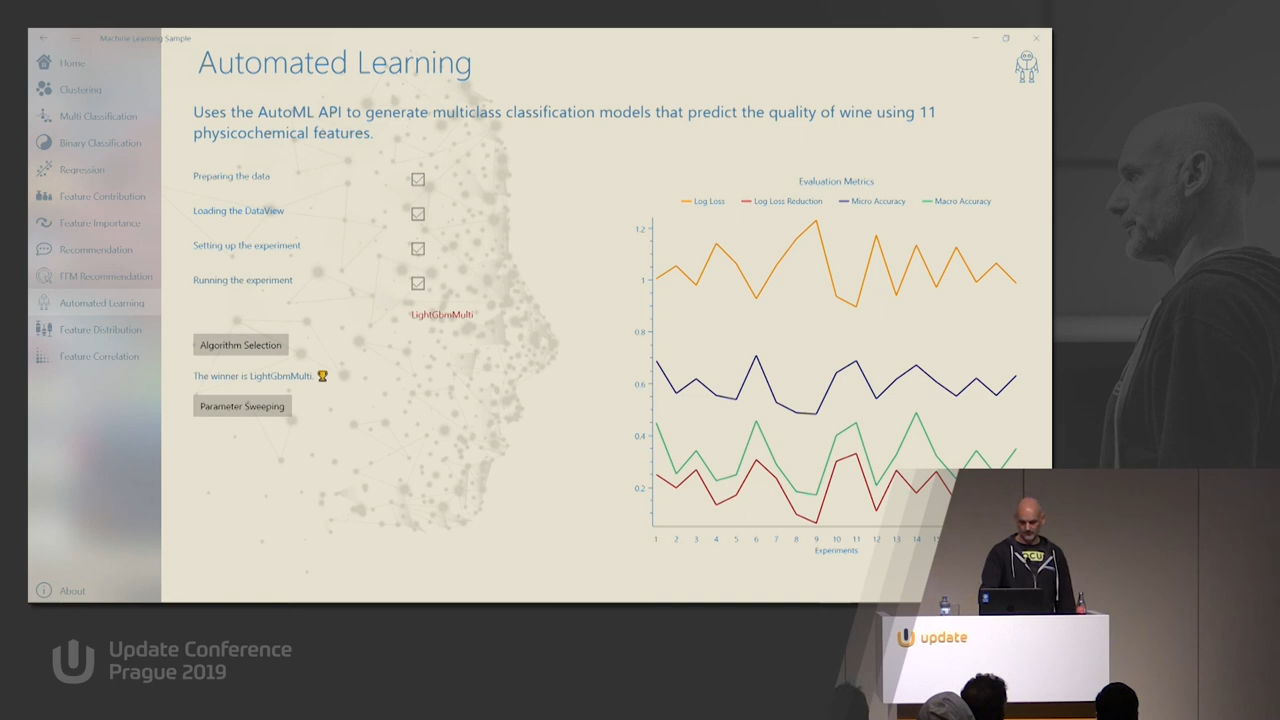 Machine Learning Sample
Home
Clustering
Multi Classification
Binary Classification
Regression
Feature Contribution
Feature Importance
Recommendation
FFM Recommendation
Automated Learning
Feature Distribution
Feature Correlation
About
Automated Learning
Uses the AutoML API to generate multiclass classification models that predict the quality of wine using 11
physicochemical features.
Preparing the data
Loading the DataView
Setting up the experiment
Running the experiment
LightGbmMulti
Algorithm Selection
The winner is LightGbmMulti. 🏆
Parameter Sweeping
Evaluation Metrics
Log Loss Log Loss Reduction Micro Accuracy Macro Accuracy
1.2
1
0.8
0.6
0.4
0.2
1 2 3 4 5 6 7 8 9 10 11 12 13 14
Experiments
Update Conference
Prague 2019
update